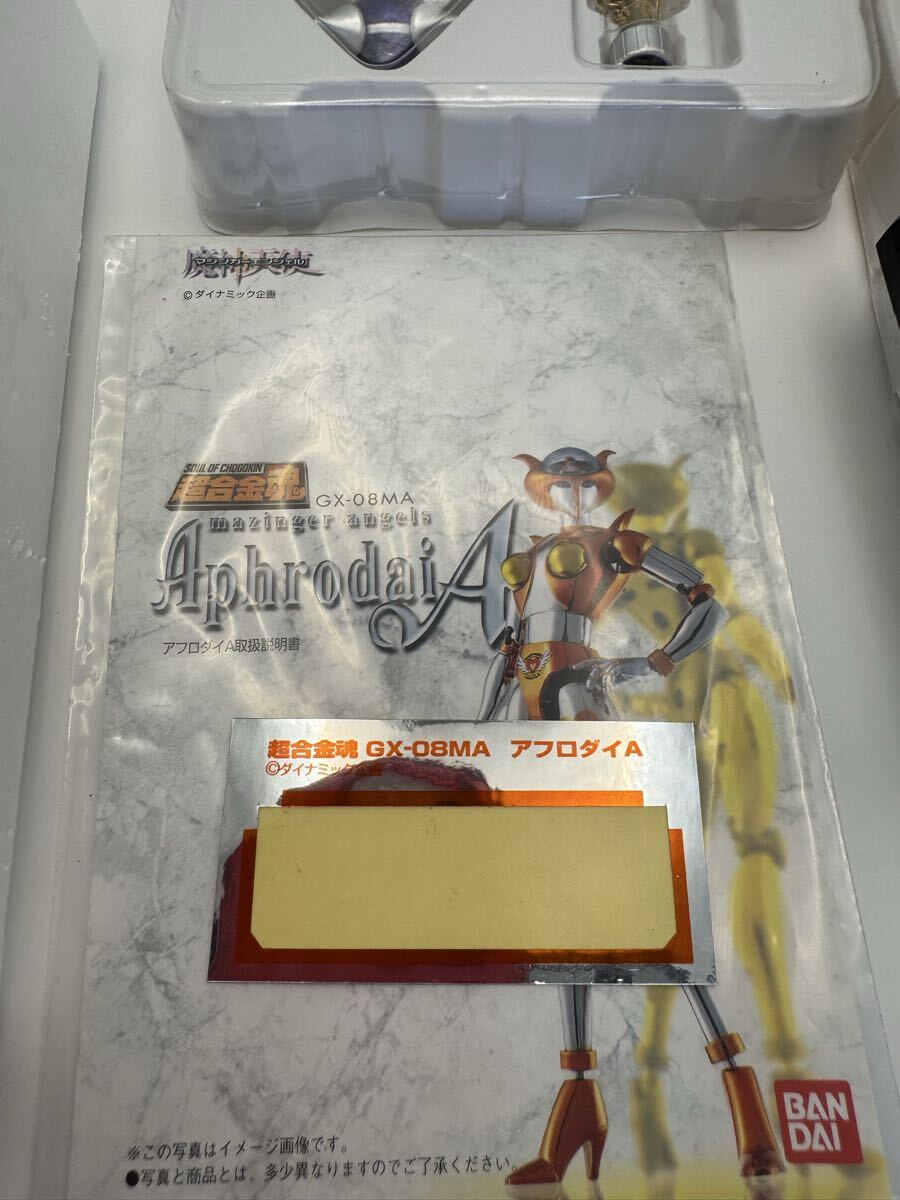 魔神天使
マジンガーエンジェル
©ダイナミック企画
SOUL OF CHOGOKIN
超合金魂
GX-08MA
mazinger angels
Aphrodai A
アフロダイA取扱説明書
超合金魂 GX-08MA アフロダイA
©ダイナミック企画
※この写真はイメージ画像です。
●写真と商品とは、多少異なりますのでご了承ください。
BAN
DAI